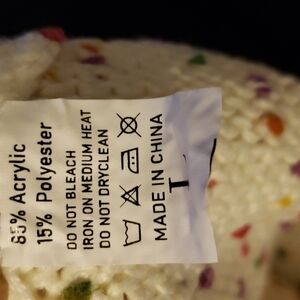 85% Acrylic
15% Polyester
DO NOT BLEACH
IRON ON MEDIUM HEAT
DO NOT DRYCLEAN
MADE IN CHINA